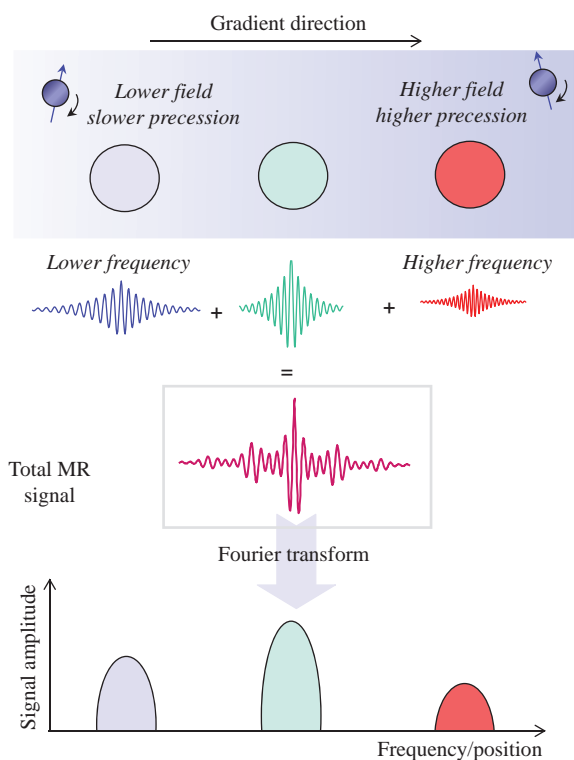 Gradient direction
Lower field
slower precession
Higher field
higher precession
Lower frequency
Higher frequency
+
+
=
Total MR
signal
Fourier transform
Signal amplitude
Frequency/position